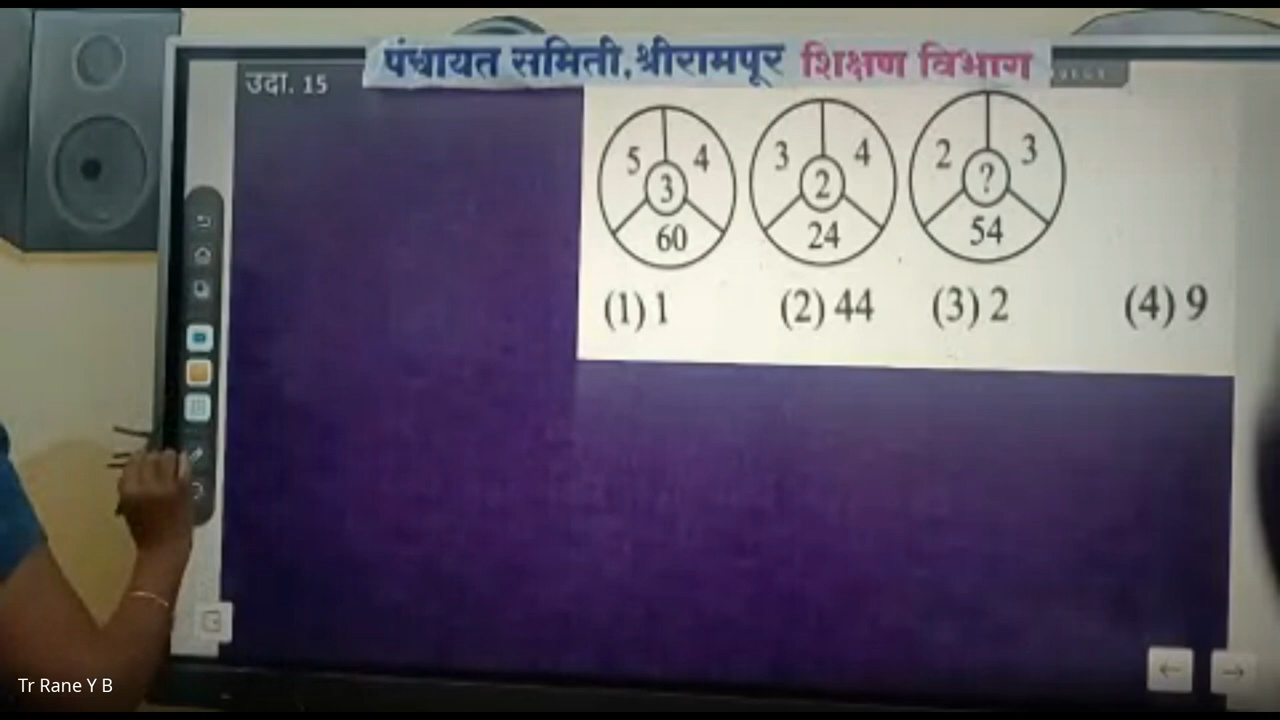 पंचायत समिती,श्रीरामपूर शिक्षण विभाग
उदा. 15
5 4 3 60
3 4 2 24
2 3 ? 54
(1) 1 (2) 44 (3) 2 (4) 9
Tr Rane Y B